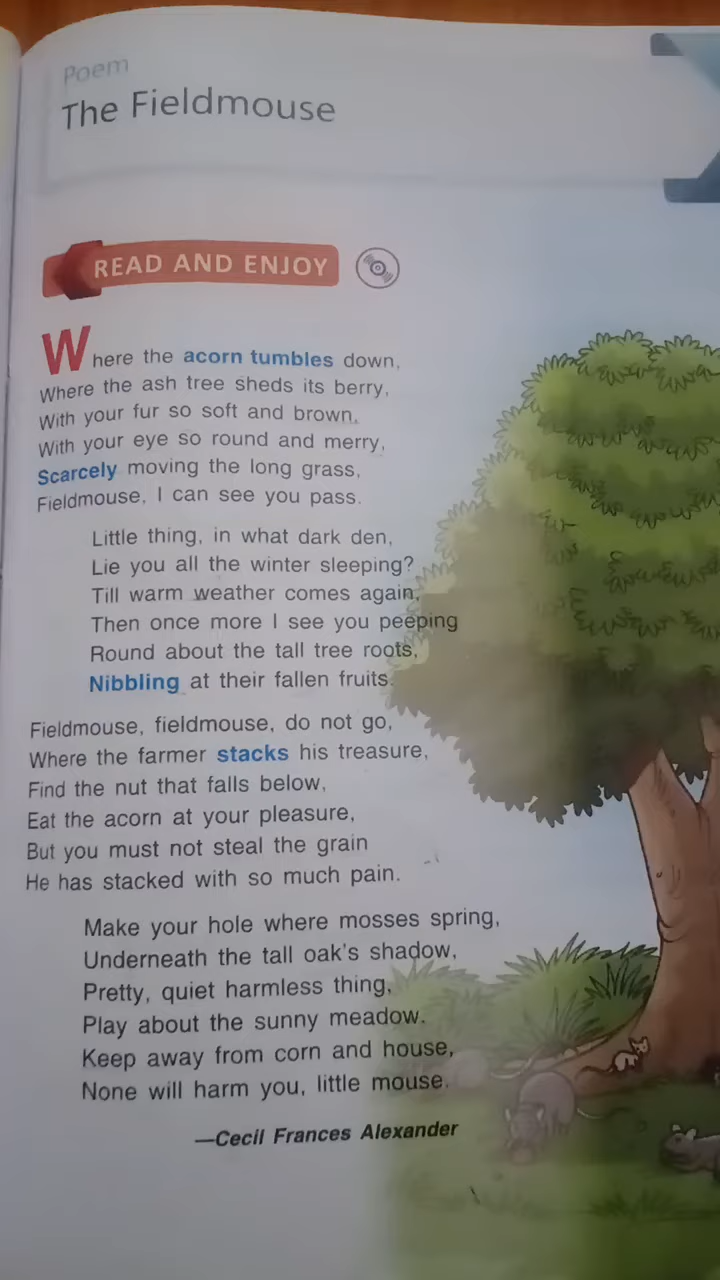 Poem
The Fieldmouse
READ AND ENJOY
Where the acorn tumbles down,
Where the ash tree sheds its berry,
With your fur so soft and brown,
With your eye so round and merry,
Scarcely moving the long grass,
Fieldmouse, I can see you pass.
Little thing, in what dark den,
Lie you all the winter sleeping?
Till warm weather comes again,
Then once more I see you peeping
Round about the tall tree roots,
Nibbling at their fallen fruits.
Fieldmouse, fieldmouse, do not go,
Where the farmer stacks his treasure,
Find the nut that falls below,
Eat the acorn at your pleasure,
But you must not steal the grain
He has stacked with so much pain.
Make your hole where mosses spring,
Underneath the tall oak's shadow,
Pretty, quiet harmless thing,
Play about the sunny meadow.
Keep away from corn and house,
None will harm you, little mouse.
—Cecil Frances Alexander